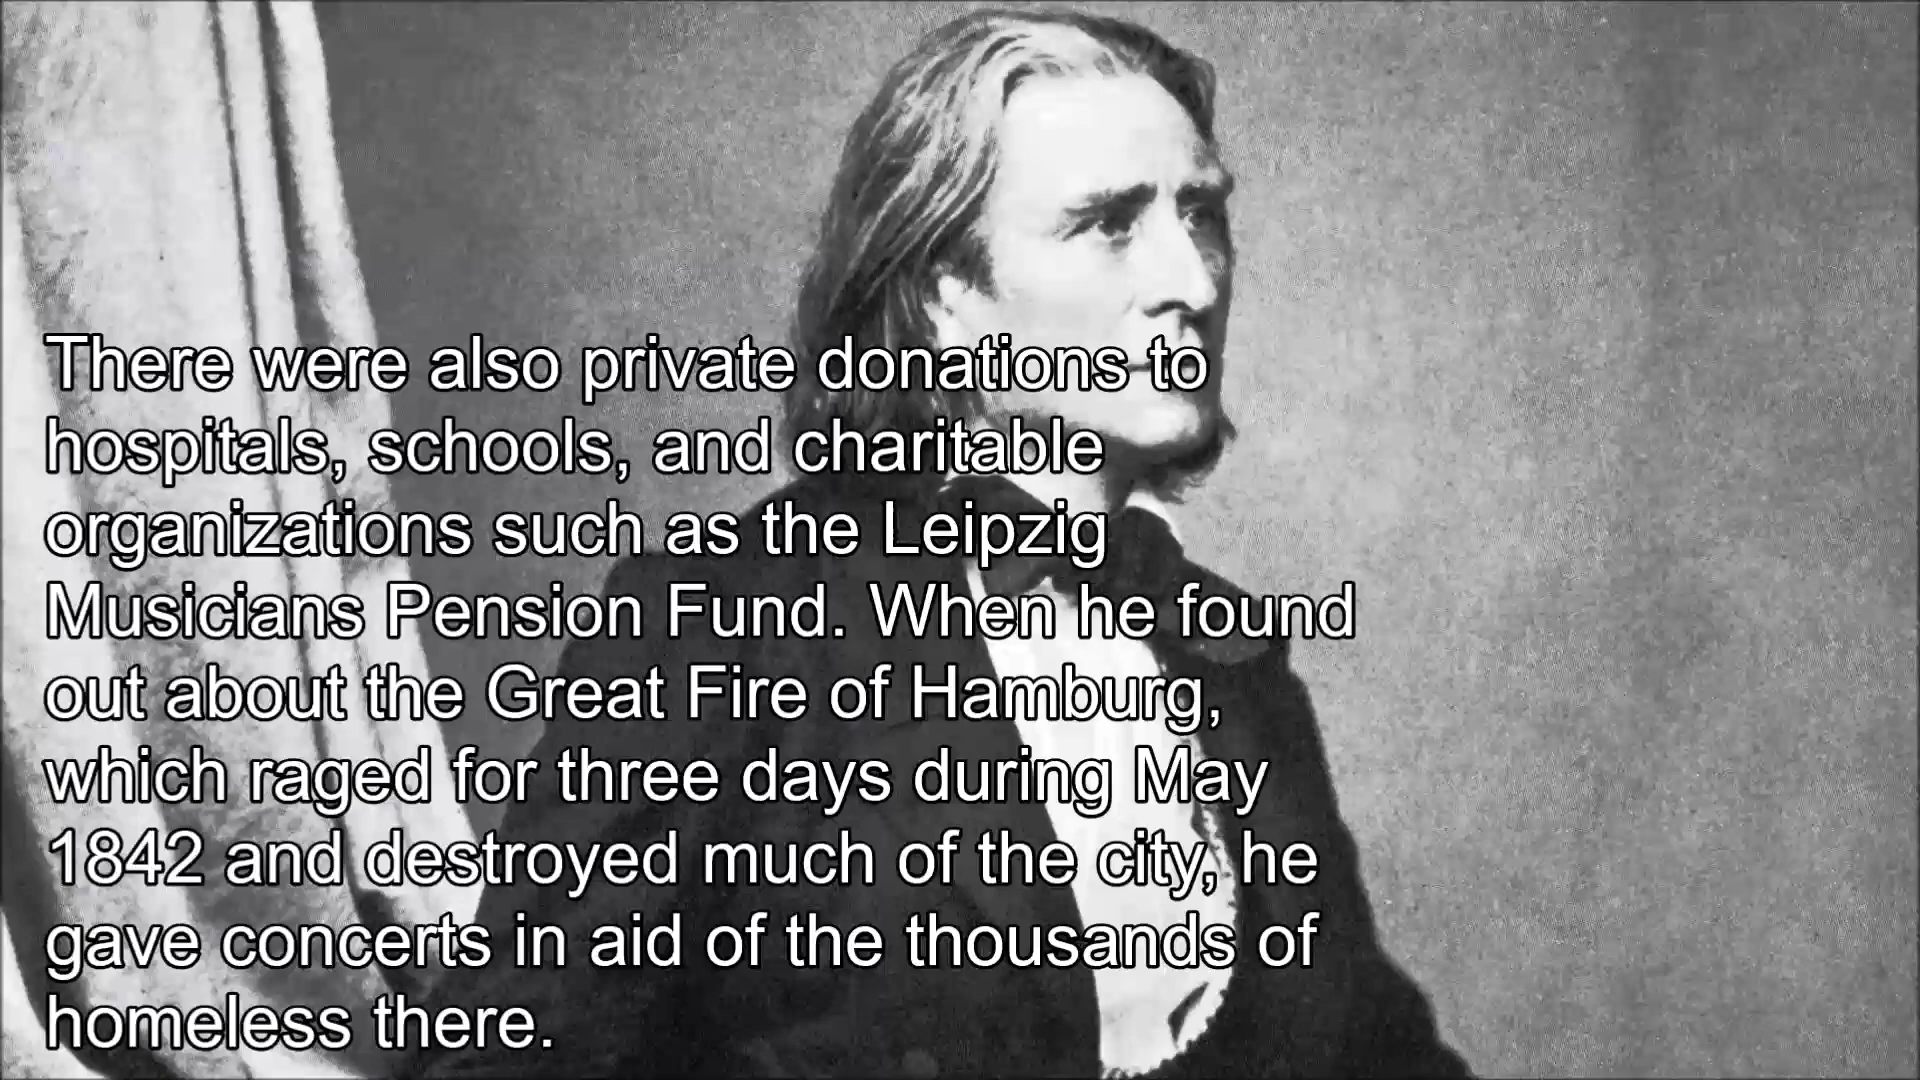 There were also private donations to
hospitals, schools, and charitable
organizations such as the Leipzig
Musicians Pension Fund. When he found
out about the Great Fire of Hamburg,
which raged for three days during May
1842 and destroyed much of the city, he
gave concerts in aid of the thousands of
homeless there.